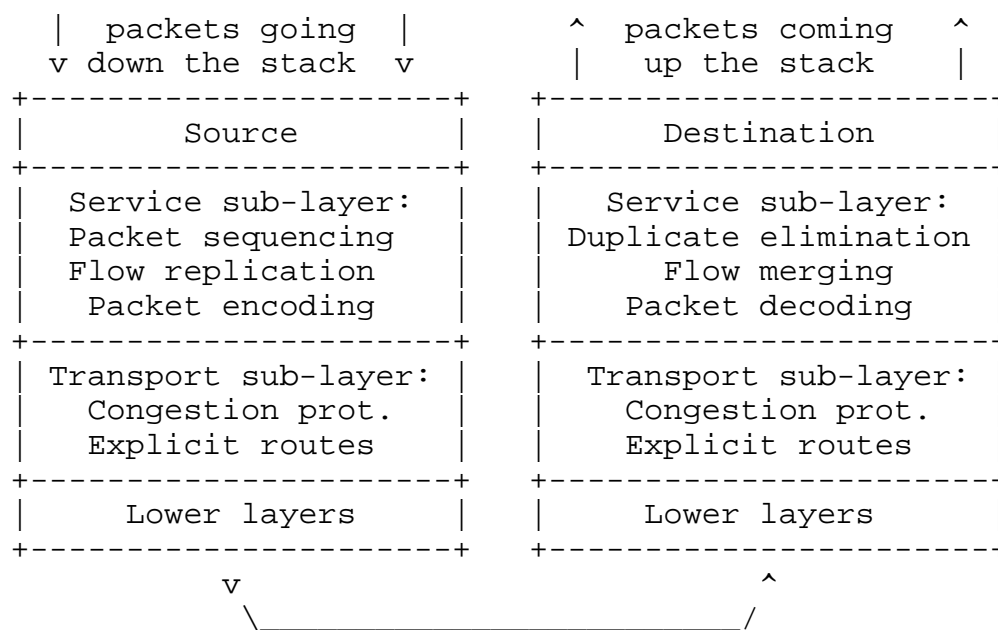 | packets going | ^ packets coming ^
v down the stack v | up the stack |
+-----------------------+ +-----------------------
| Source | | Destination
+-----------------------+ +-----------------------
| Service sub-layer: | | Service sub-layer:
| Packet sequencing | | Duplicate elimination
| Flow replication | | Flow merging
| Packet encoding | | Packet decoding
+-----------------------+ +-----------------------
| Transport sub-layer: | | Transport sub-layer:
| Congestion prot. | | Congestion prot.
| Explicit routes | | Explicit routes
+-----------------------+ +-----------------------
| Lower layers | | Lower layers
+-----------------------+ +-----------------------
v ^
\_________________________/